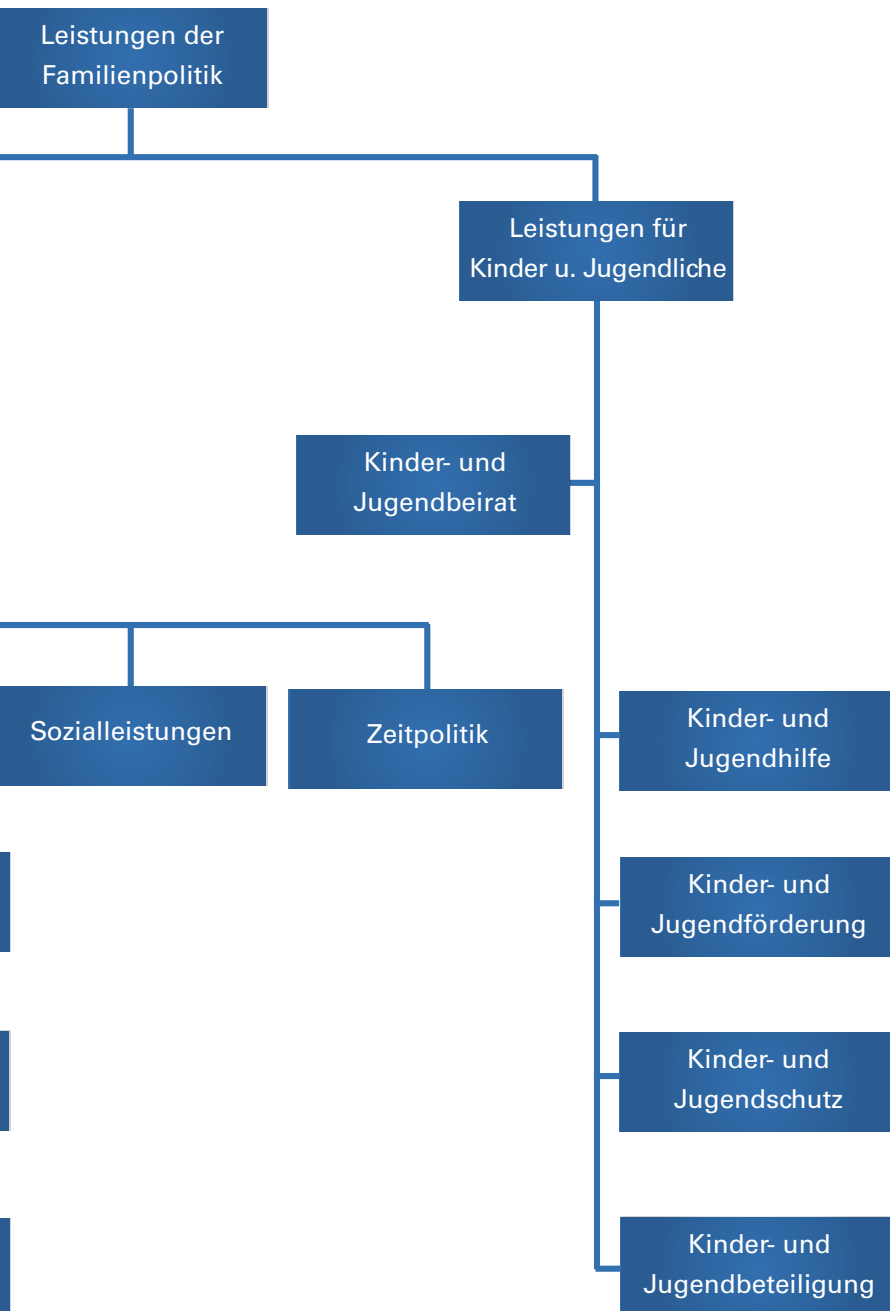 Leistungen der
Familienpolitik
Leistungen für
Kinder u. Jugendliche
Kinder- und
Jugendbeirat
Sozialleistungen
Zeitpolitik
Kinder- und
Jugendhilfe
Kinder- und
Jugendförderung
Kinder- und
Jugendschutz
Kinder- und
Jugendbeteiligung